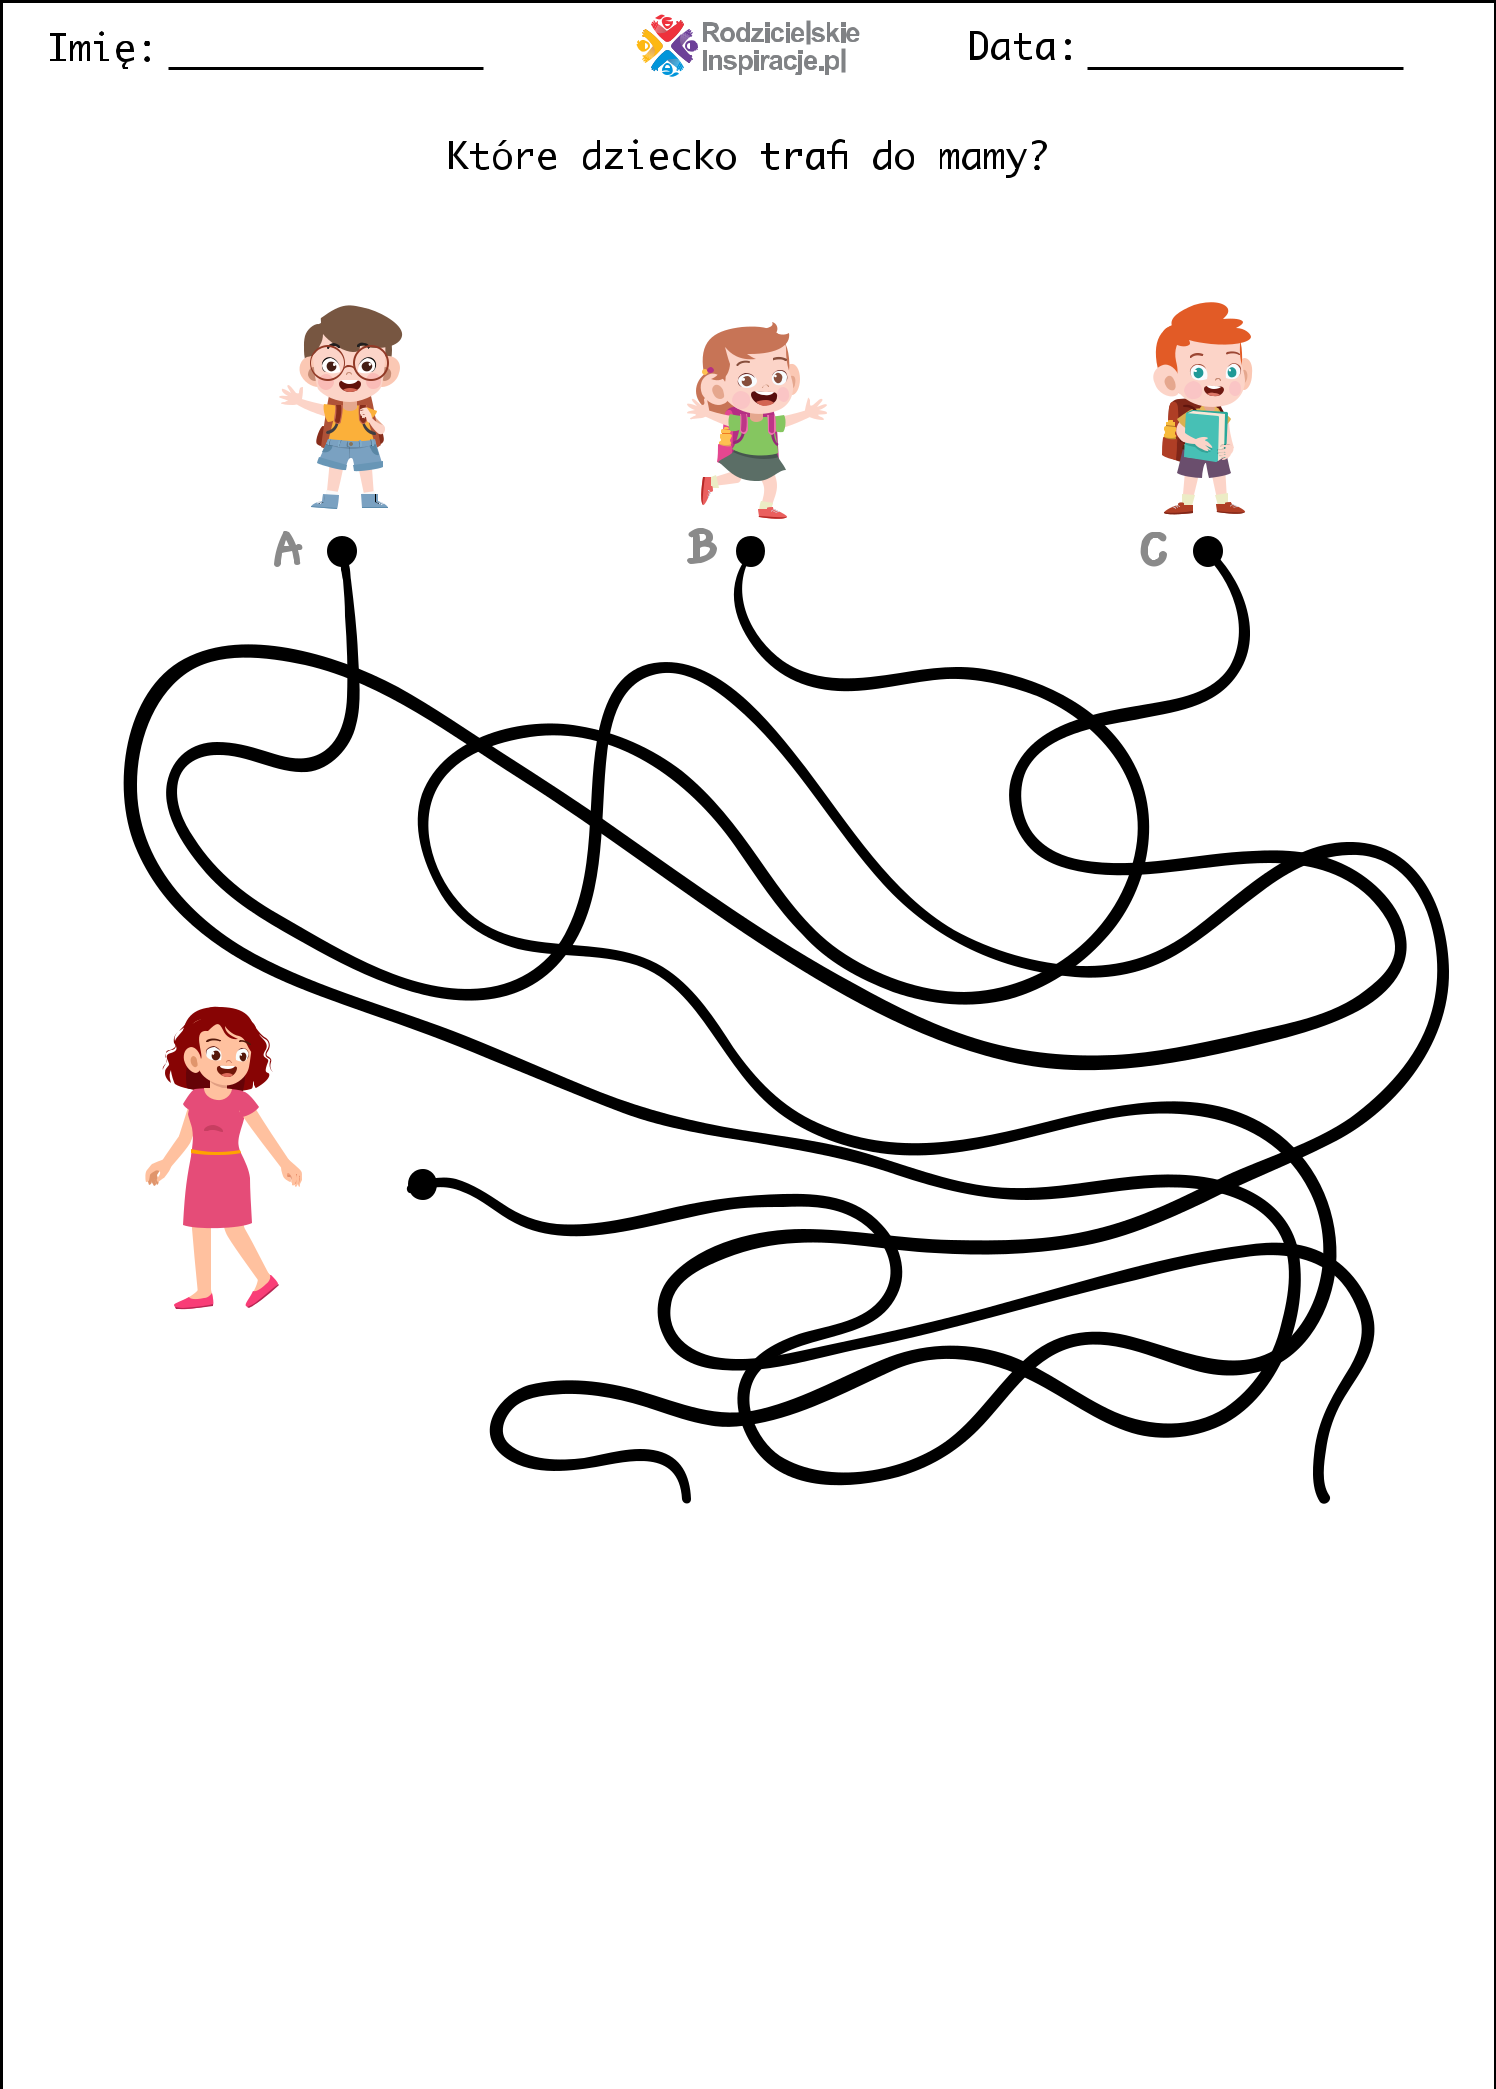 Imię:
Rodzicielskie
Inspiracje.pl
Data:
Które dziecko trafi do mamy?
A
B
C